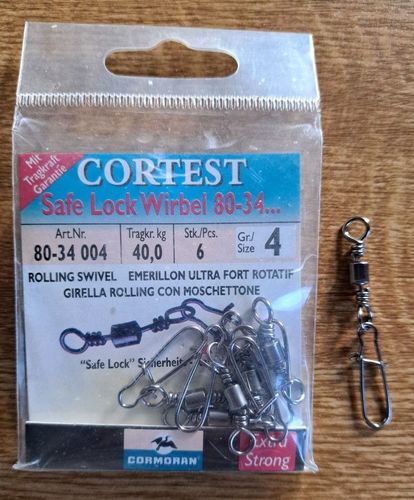 Mit
Tragkraft
Garantie
CORTEST
Safe Lock Wirbel 80-34...
Art.Nr. Tragkr. kg Stk./Pcs. Gr./
80-34 004 40,0 6 Size 4
ROLLING SWIVEL EMERILLON ULTRA FORT ROTATIF
GIRELLA ROLLING CON MOSCHETTONE
"Safe Lock"
CORMORAN
Extra
Strong